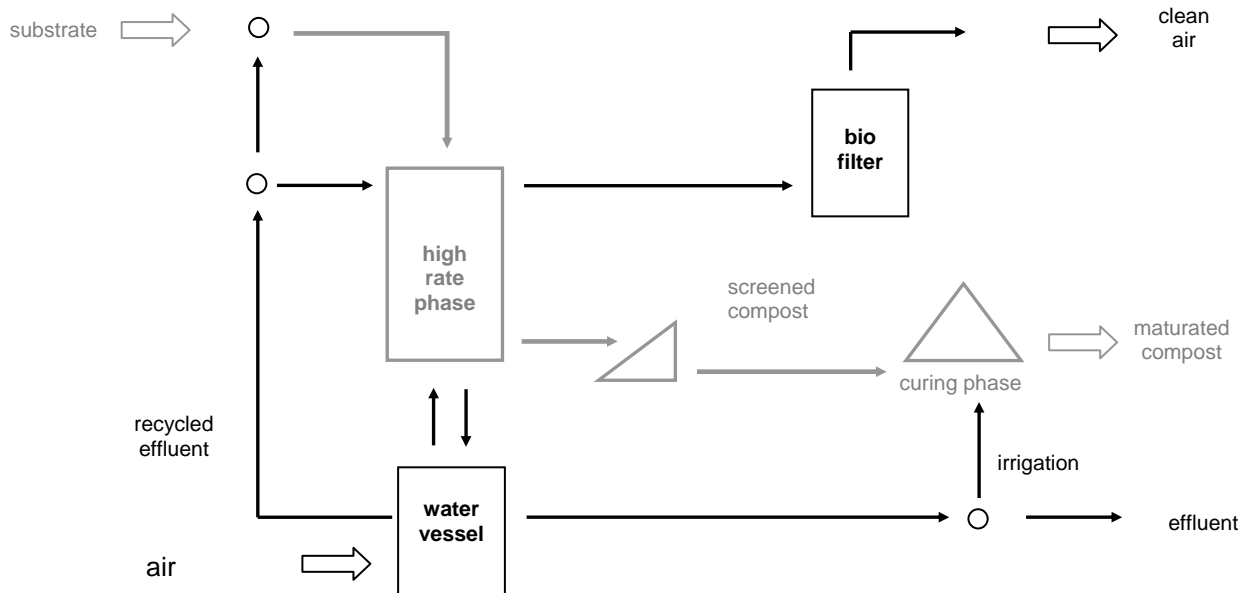 substrate
clean
air
bio
filter
high
rate
phase
screened
compost
maturated
compost
curing phase
recycled
effluent
irrigation
water
vessel
effluent
air